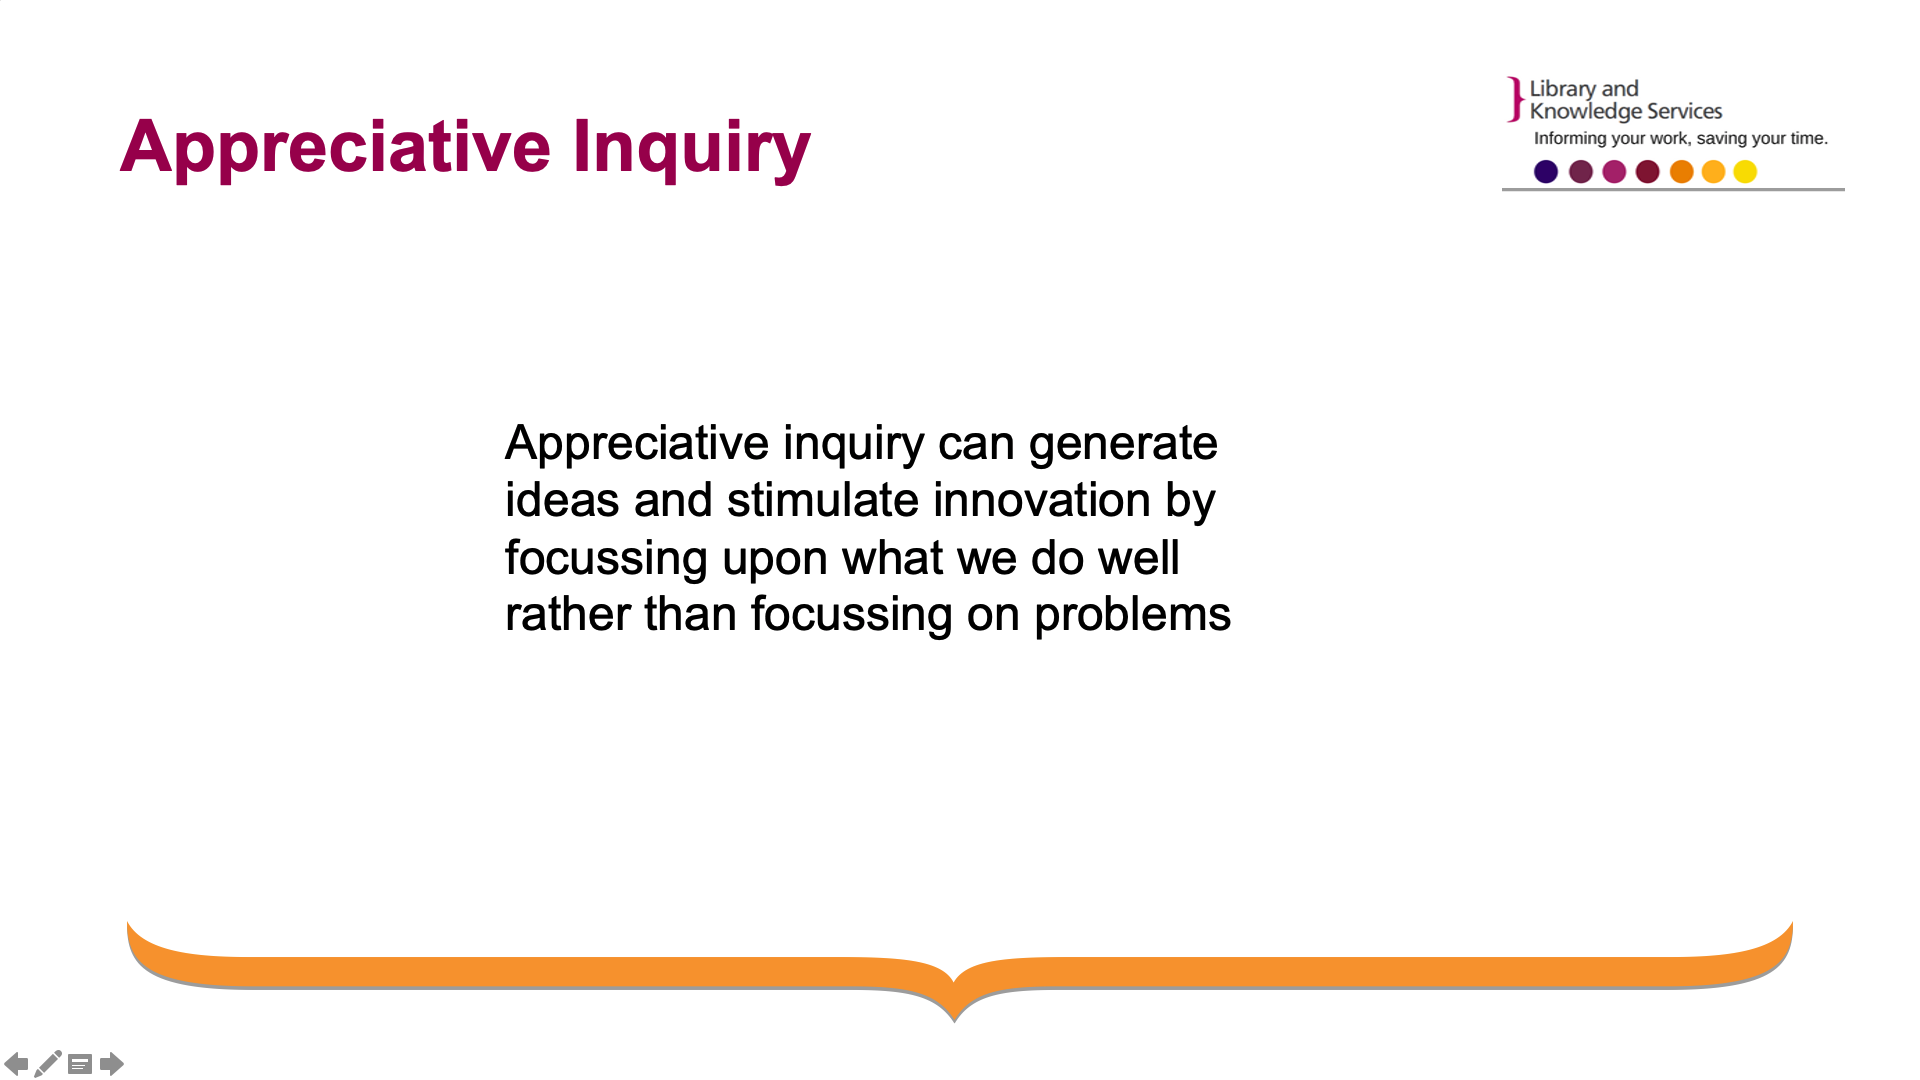 Appreciative Inquiry
Library and
Knowledge Services
Informing your work, saving your time.
Appreciative inquiry can generate
ideas and stimulate innovation by
focussing upon what we do well
rather than focussing on problems